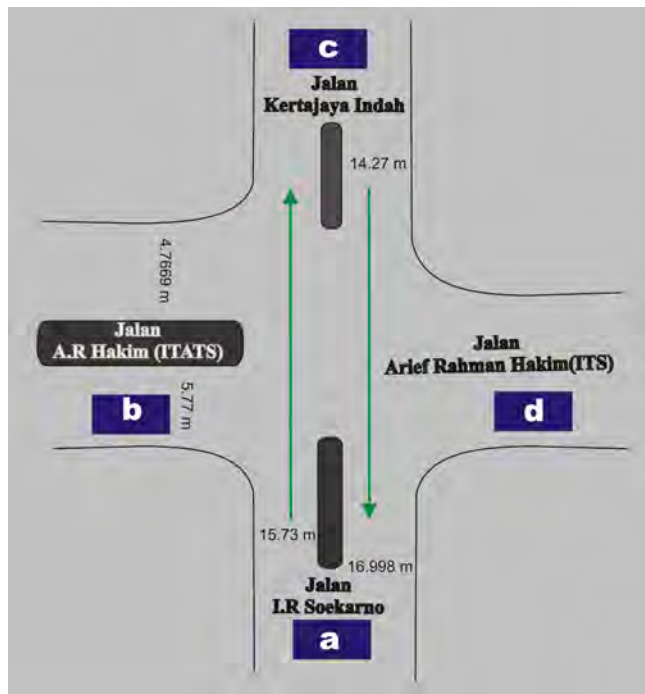 c
Jalan
Kertajaya Indah
14.27 m
4.7669 m
Jalan
A.R Hakim (ITATS)
Jalan
Arief Rahman Hakim(ITS)
b
5.77 m
d
15.73 m
16.998 m
Jalan
I.R Soekarno
a